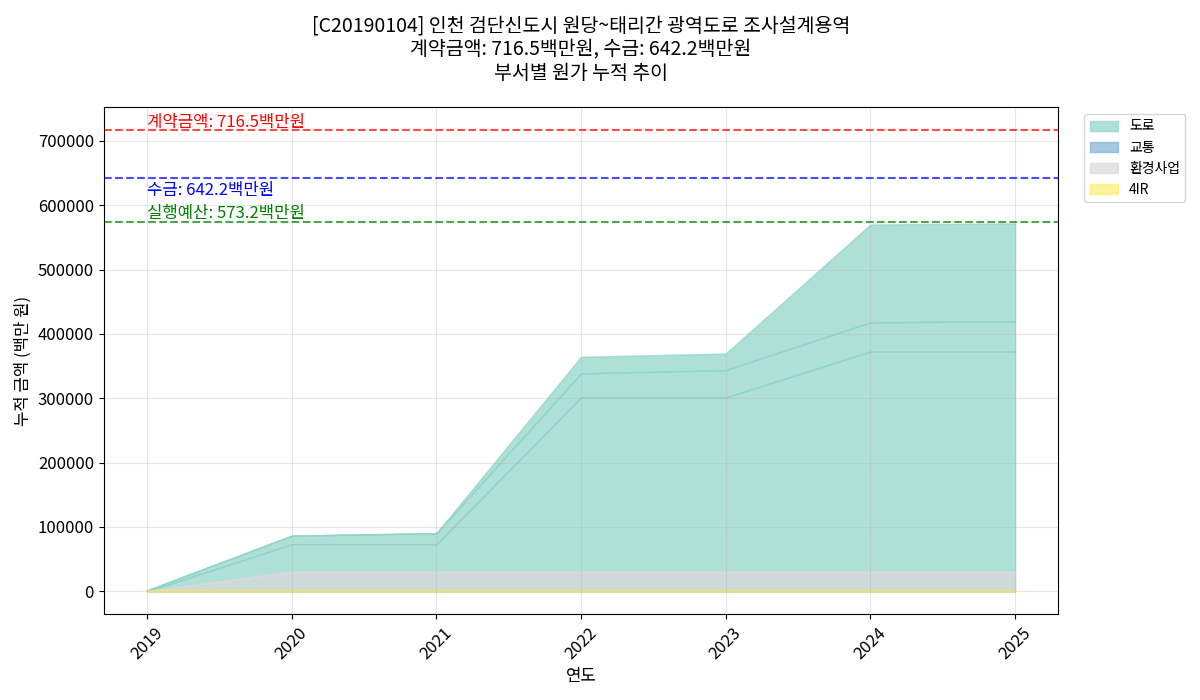 [C20190104] 인천 검단신도시 원당~태리간 광역도로 조사설계용역
계약금액: 716.5백만원, 수금: 642.2백만원
부서별 원가 누적 추이
계약금액: 716.5백만원
수금: 642.2백만원
실행예산: 573.2백만원
도로
교통
환경사업
4IR
누적 금액 (백만 원)
700000
600000
500000
400000
300000
200000
100000
0
2019
2020
2021
2022
2023
2024
2025
연도